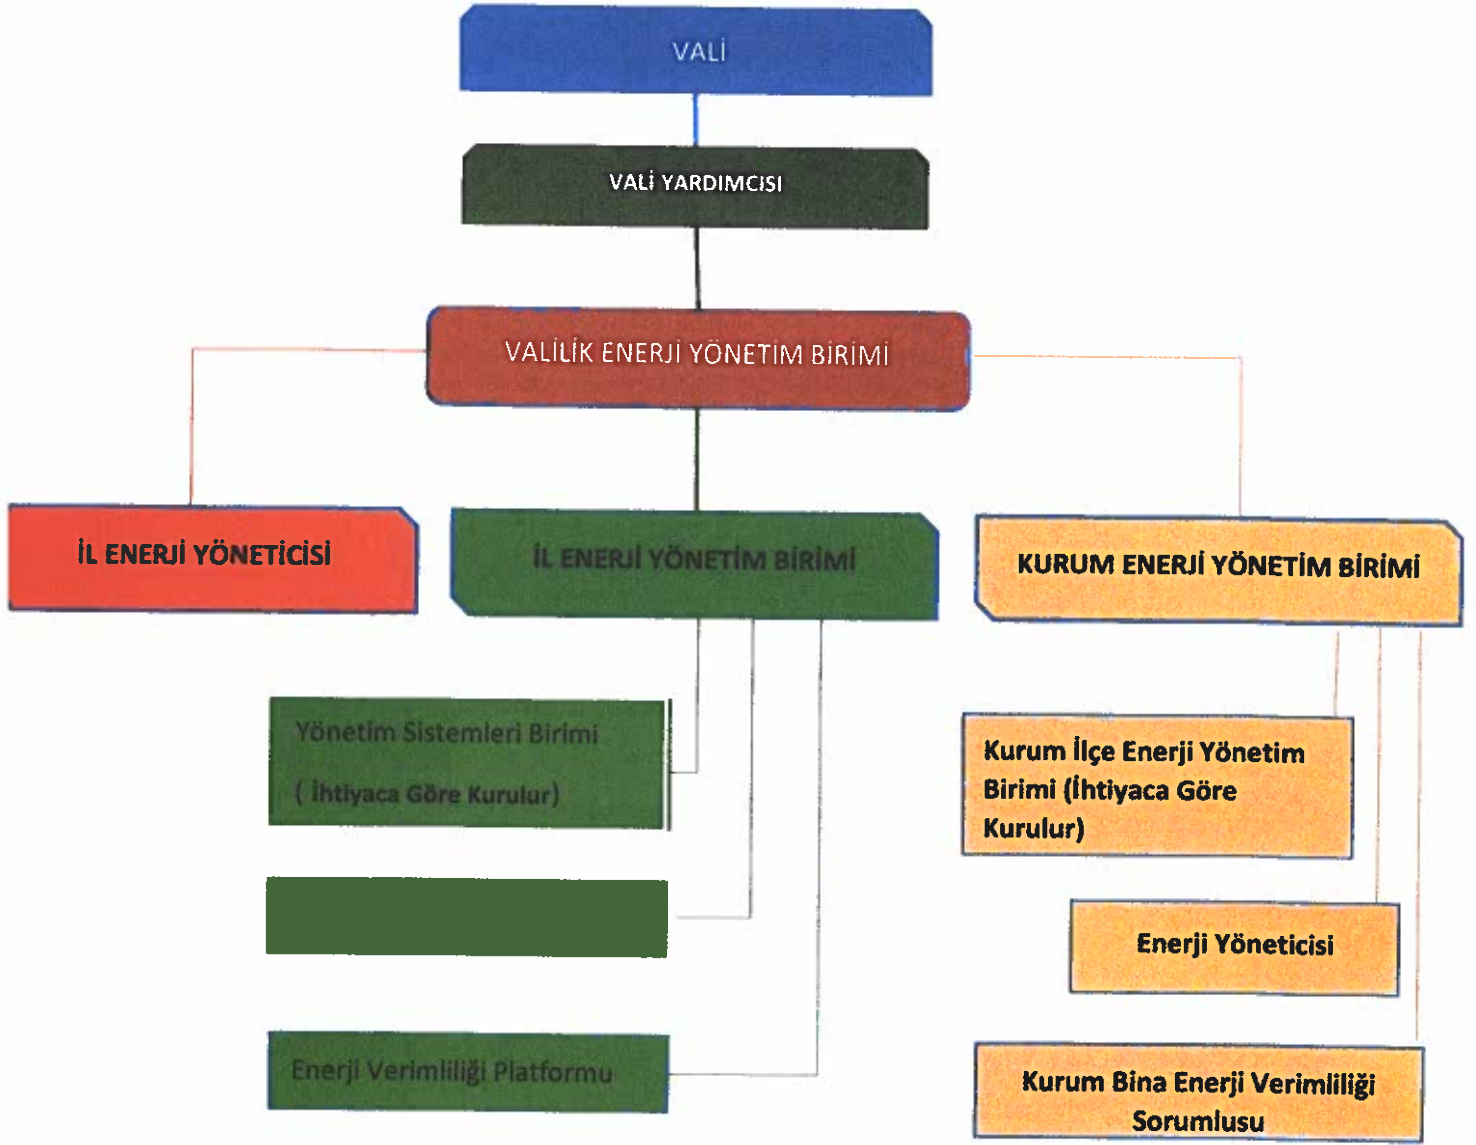 VALİ
VALİ YARDIMCISI
VALİLİK ENERJİ YÖNETİM BİRİMİ
İL ENERJİ YÖNETİCİSİ
İL ENERJİ YÖNETİM BİRİMİ
KURUM ENERJİ YÖNETİM BİRİMİ
Yönetim Sistemleri Birimi
( İhtiyaca Göre Kurulur)
Enerji Verimliliği Platformu
Kurum İlçe Enerji Yönetim
Birimi (İhtiyaca Göre
Kurulur)
Enerji Yöneticisi
Kurum Bina Enerji Verimliliği
Sorumlusu